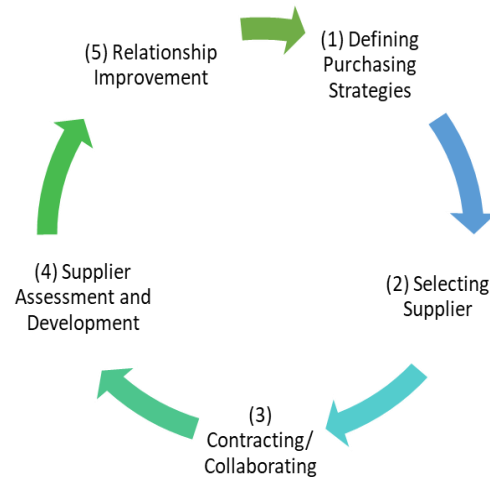 (1) Defining
Purchasing
Strategies
(2) Selecting
Supplier
(3)
Contracting/
Collaborating
(4) Supplier
Assessment and
Development
(5) Relationship
Improvement